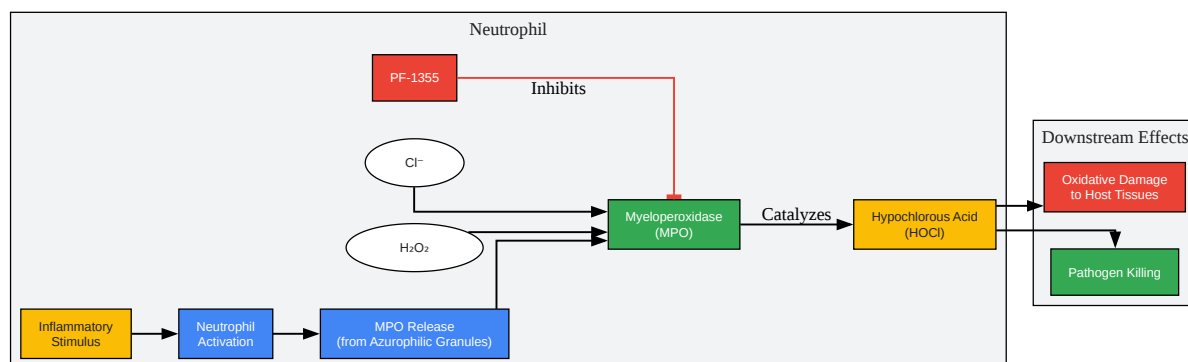 Neutrophil
PF-1355
Inhibits
Cl⁻
H₂O₂
Myeloperoxidase
(MPO)
Catalyzes
Hypochlorous Acid
(HOCl)
Downstream Effects
Oxidative Damage
to Host Tissues
Pathogen Killing
Inflammatory
Stimulus
Neutrophil
Activation
MPO Release
(from Azurophilic Granules)